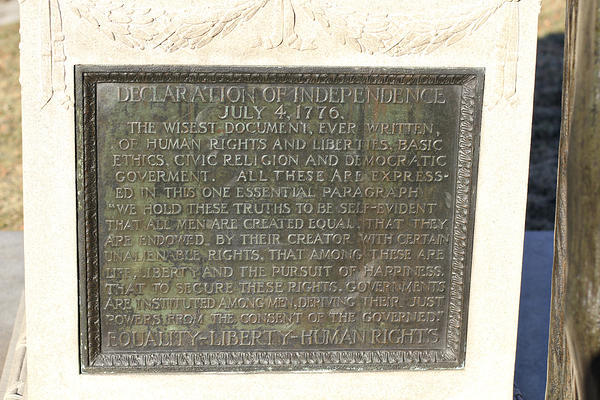 DECLARATION OF INDEPENDENCE
JULY 4, 1776.
THE WISEST DOCUMENT, EVER WRITTEN,
OF HUMAN RIGHTS AND LIBERTIES, BASIC
ETHICS, CIVIC RELIGION AND DEMOCRATIC
GOVERMENT. ALL THESE ARE EXPRESS-
ED IN THIS ONE ESSENTIAL PARAGRAPH
"WE HOLD THESE TRUTHS TO BE SELF-EVIDENT
THAT ALL MEN ARE CREATED EQUAL, THAT THEY
ARE ENDOWED BY THEIR CREATOR WITH CERTAIN
UNALIENABLE RIGHTS, THAT AMONG THESE ARE
LIFE, LIBERTY AND THE PURSUIT OF HAPPINESS.
THAT TO SECURE THESE RIGHTS, GOVERNMENTS
ARE INSTITUTED AMONG MEN, DERIVING THEIR JUST
POWERS FROM THE CONSENT OF THE GOVERNED."
EQUALITY-LIBERTY-HUMAN RIGHTS